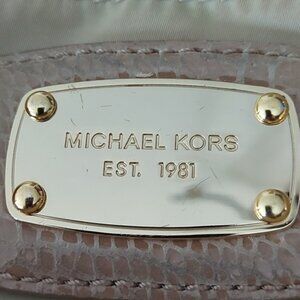 MICHAEL KORS
EST. 1981